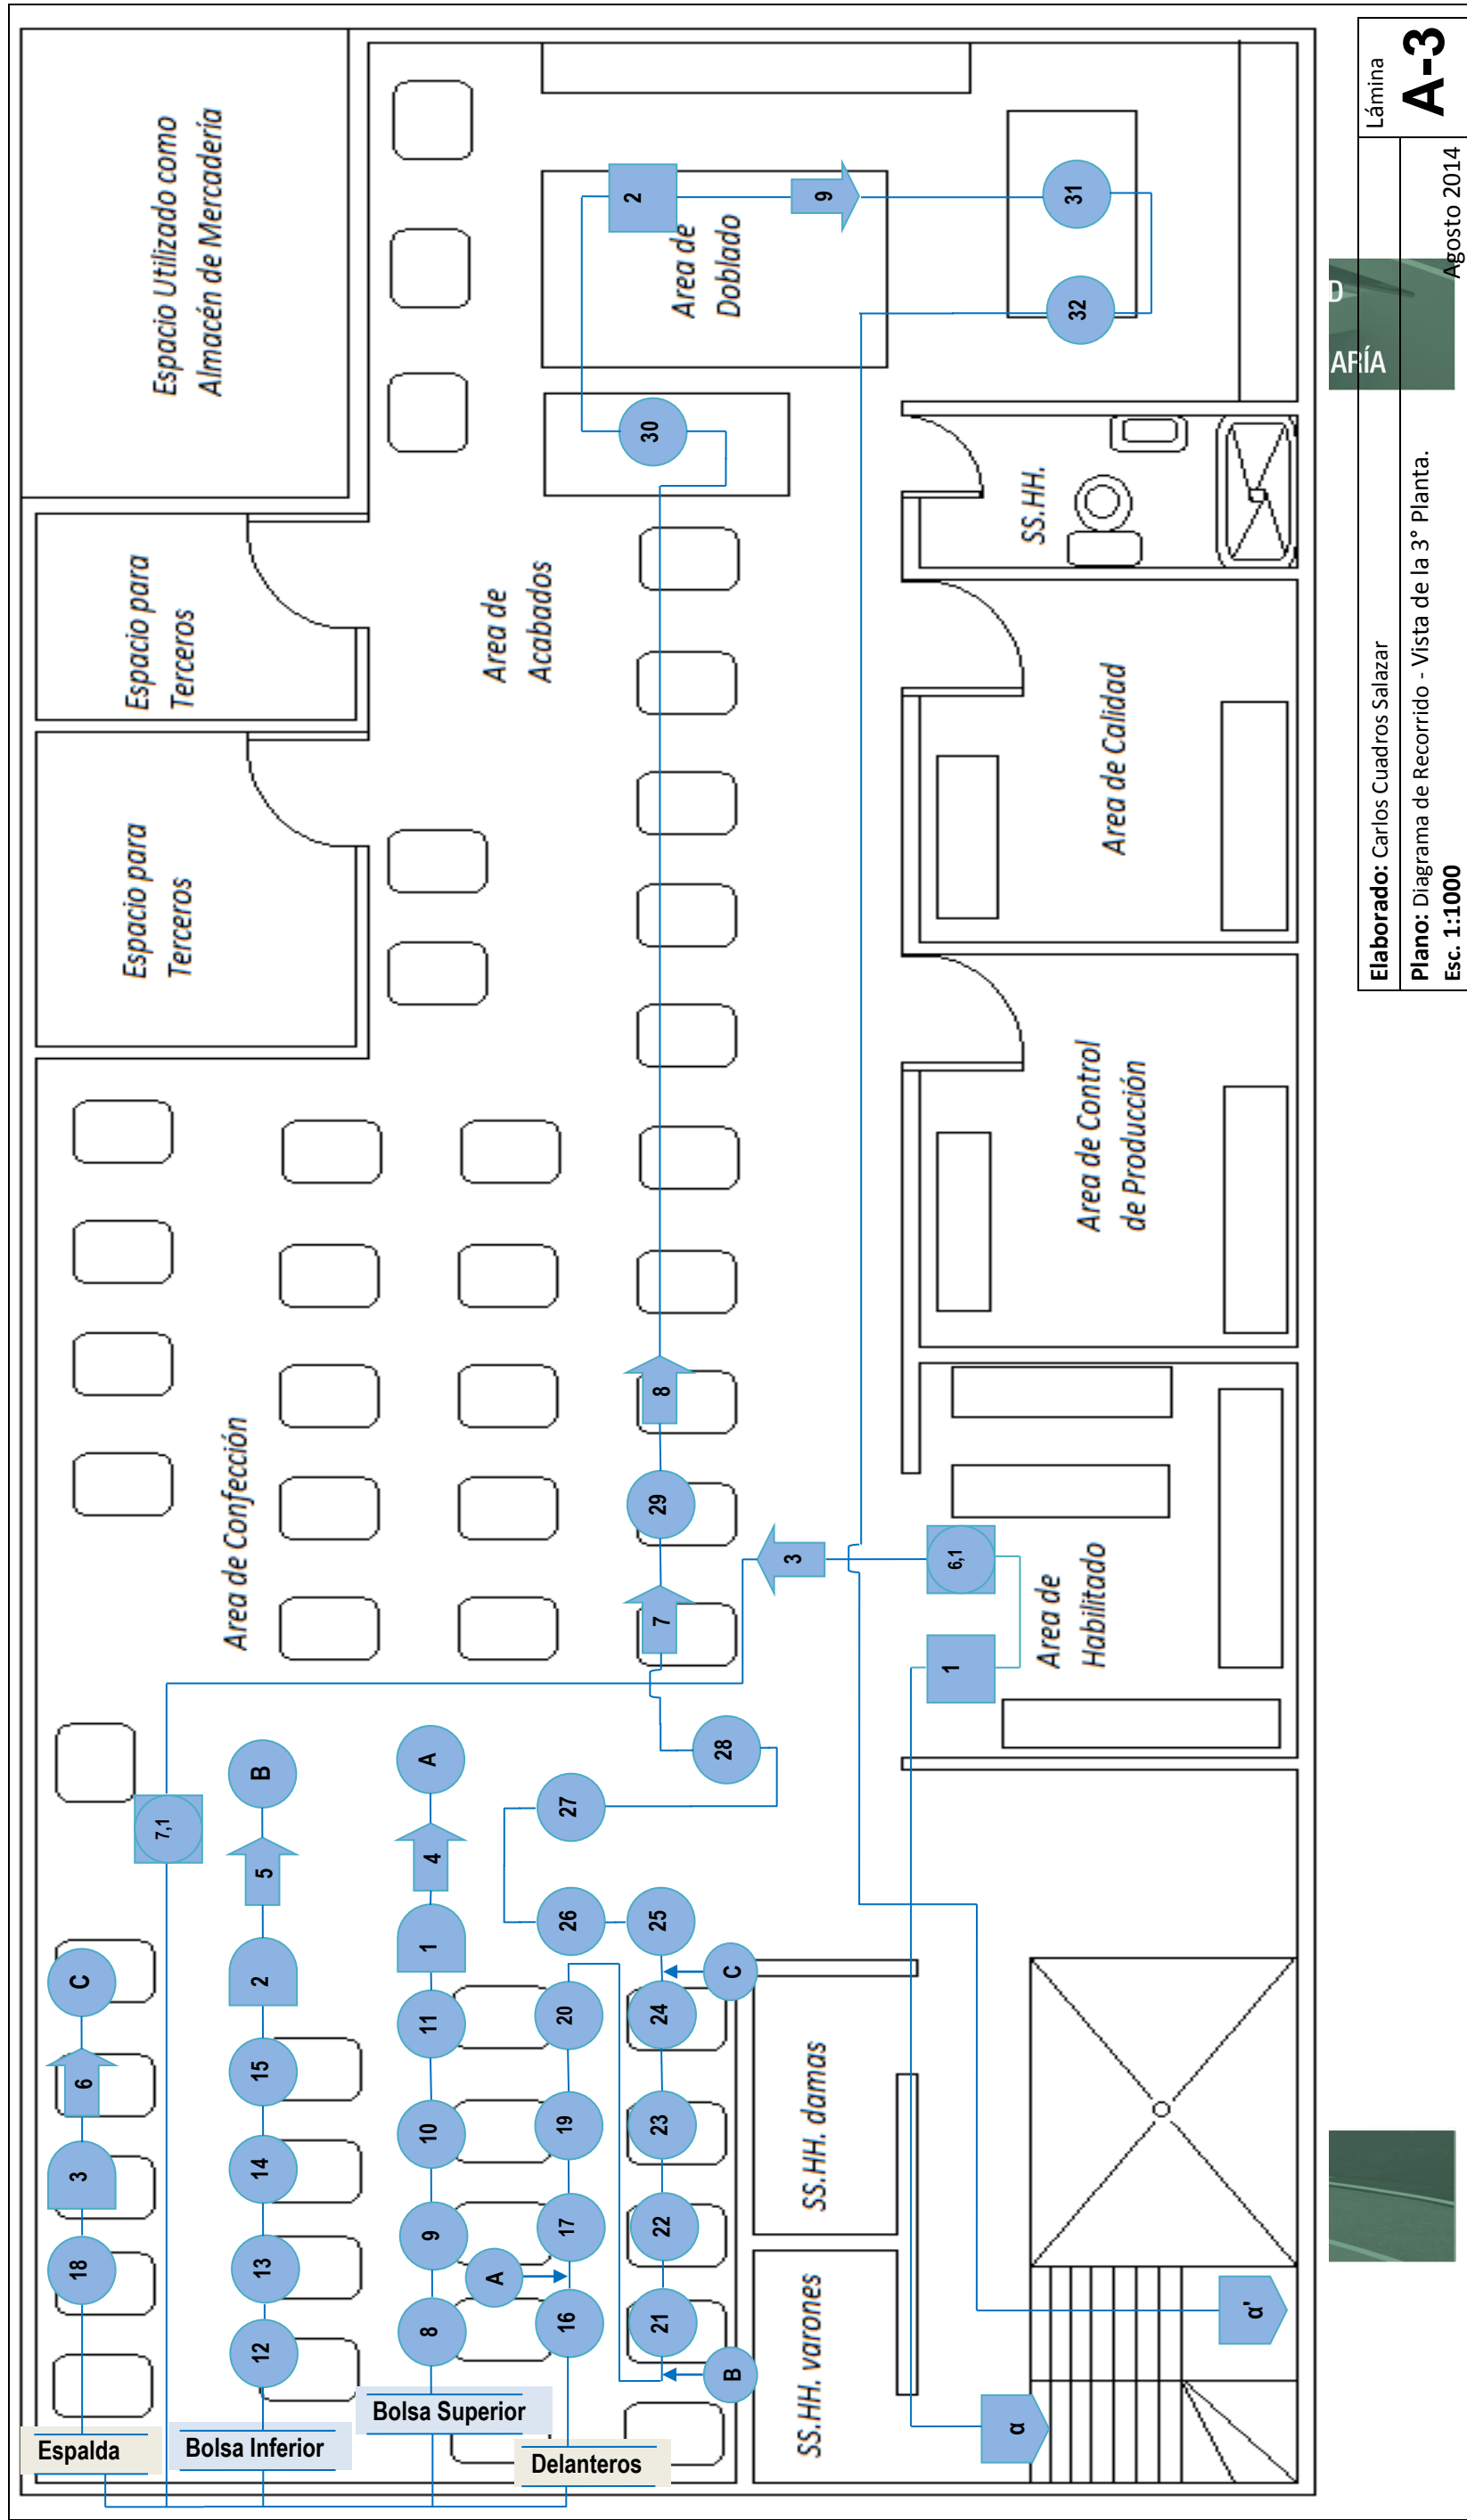 Espacio Utilizado como
Almacén de Mercadería
Espacio para
Terceros
Espacio para
Terceros
Area de
Acabados
Area de
Doblado
Area de Confección
2
9
31
32
30
8
29
7
3
6,1
1
Area de
Habilitado
Area de Control
de Producción
Area de Calidad
SS.HH.
28
27
26
25
7,1
B
5
2
15
14
13
12
A
4
1
11
10
9
8
C
6
3
18
20
19
17
A
16
24
C
23
22
21
B
SS.HH. damas
SS.HH. varones
α
α'
Espalda
Bolsa Inferior
Bolsa Superior
Delanteros
Elaborado: Carlos Cuadros Salazar
Plano: Diagrama de Recorrido - Vista de la 3° Planta.
Esc. 1:1000
Agosto 2014
Lámina
A-3
D
ARÍA